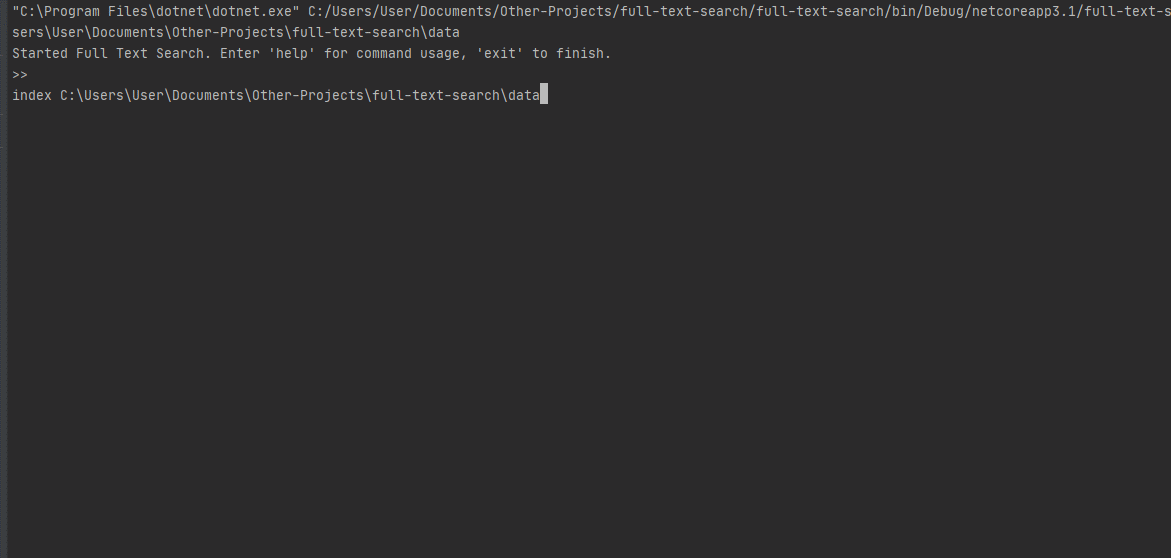 "C:\Program Files\dotnet\dotnet.exe" C:/Users/User/Documents/Other-Projects/full-text-search/full-text-search/bin/Debug/netcoreapp3.1/full-text-s
sers\User\Documents\Other-Projects\full-text-search\data
Started Full Text Search. Enter 'help' for command usage, 'exit' to finish.
>>
index C:\Users\User\Documents\Other-Projects\full-text-search\data